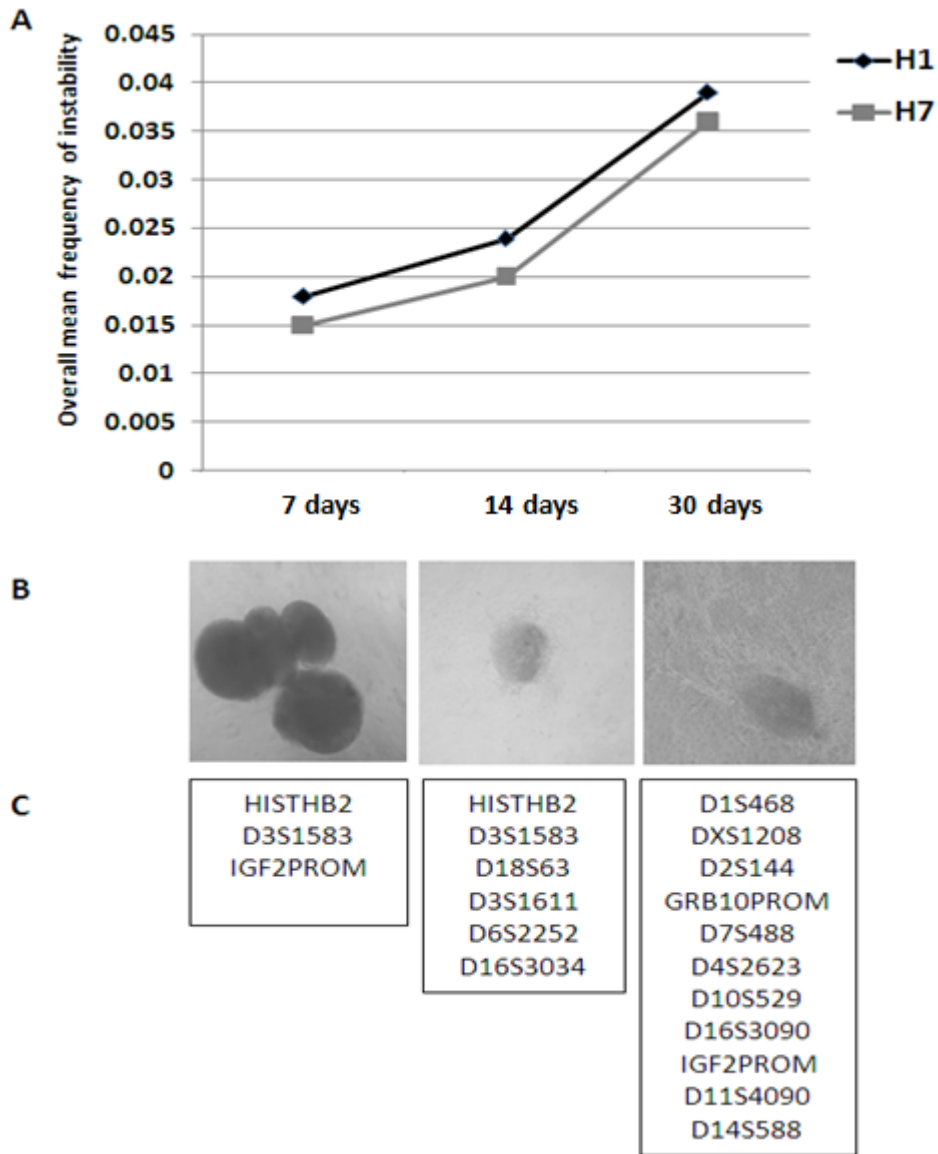 A
Overall mean frequency of instability
0.045
0.04
0.035
0.03
0.025
0.02
0.015
0.01
0.005
0
7 days
14 days
30 days
H1
H7
B
C
HISTHB2
D3S1583
IGF2PROM
HISTHB2
D3S1583
D18S63
D3S1611
D6S2252
D16S3034
D1S468
DXS1208
D2S144
GRB10PROM
D7S488
D4S2623
D10S529
D16S3090
IGF2PROM
D11S4090
D14S588